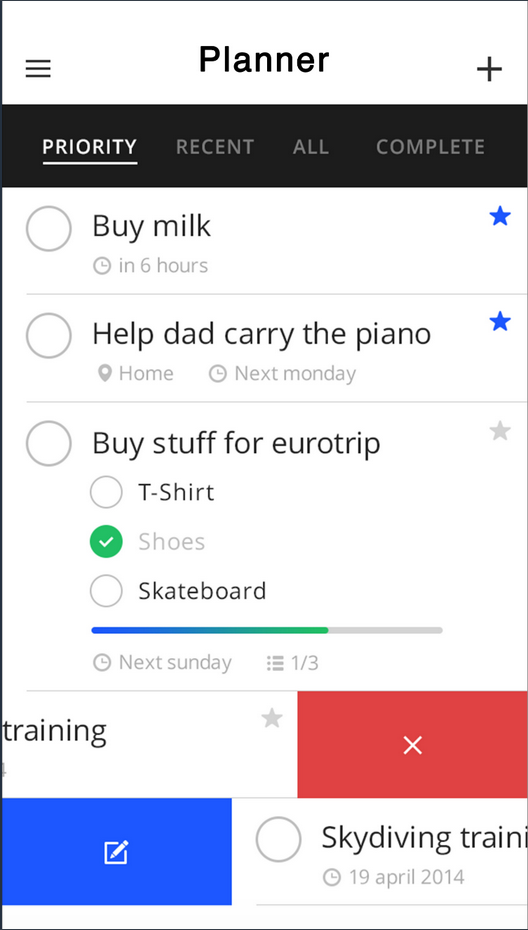 Planner
PRIORITY RECENT ALL COMPLETE
Buy milk
in 6 hours
Help dad carry the piano
Home Next monday
Buy stuff for eurotrip
T-Shirt
Shoes
Skateboard
Next sunday 1/3
training
Skydiving traini
19 april 2014